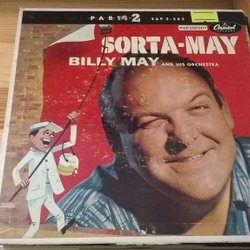 PART 2 EAP 2-562
Capitol
SORTA-MAY
BILLY MAY AND HIS ORCHESTRA